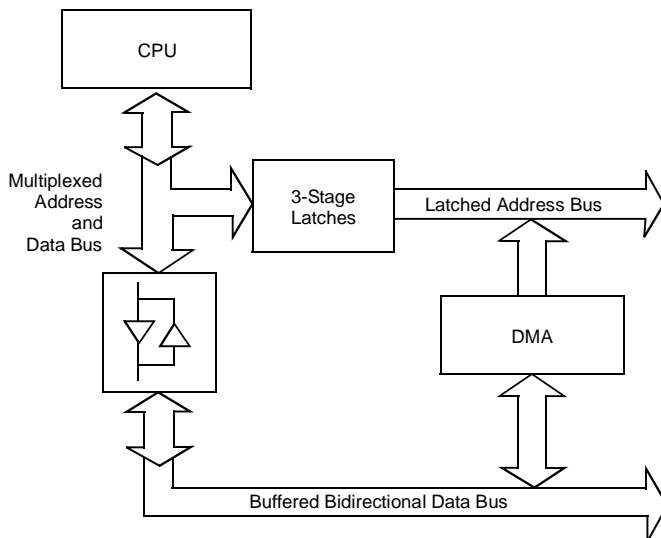 CPU
Multiplexed
Address
and
Data Bus
3-Stage
Latches
Latched Address Bus
DMA
Buffered Bidirectional Data Bus